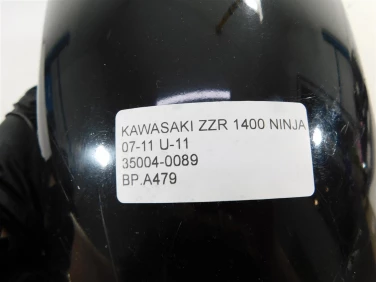 KAWASAKI ZZR 1400 NINJA
07-11 U-11
35004-0089
BP.A479